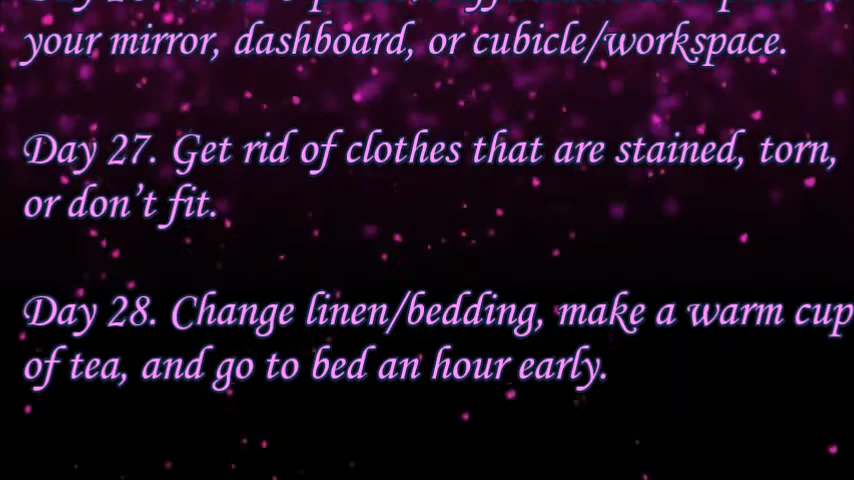 your mirror, dashboard, or cubicle/workspace.
Day 27. Get rid of clothes that are stained, torn,
or don't fit.
Day 28. Change linen/bedding, make a warm cup
of tea, and go to bed an hour early.